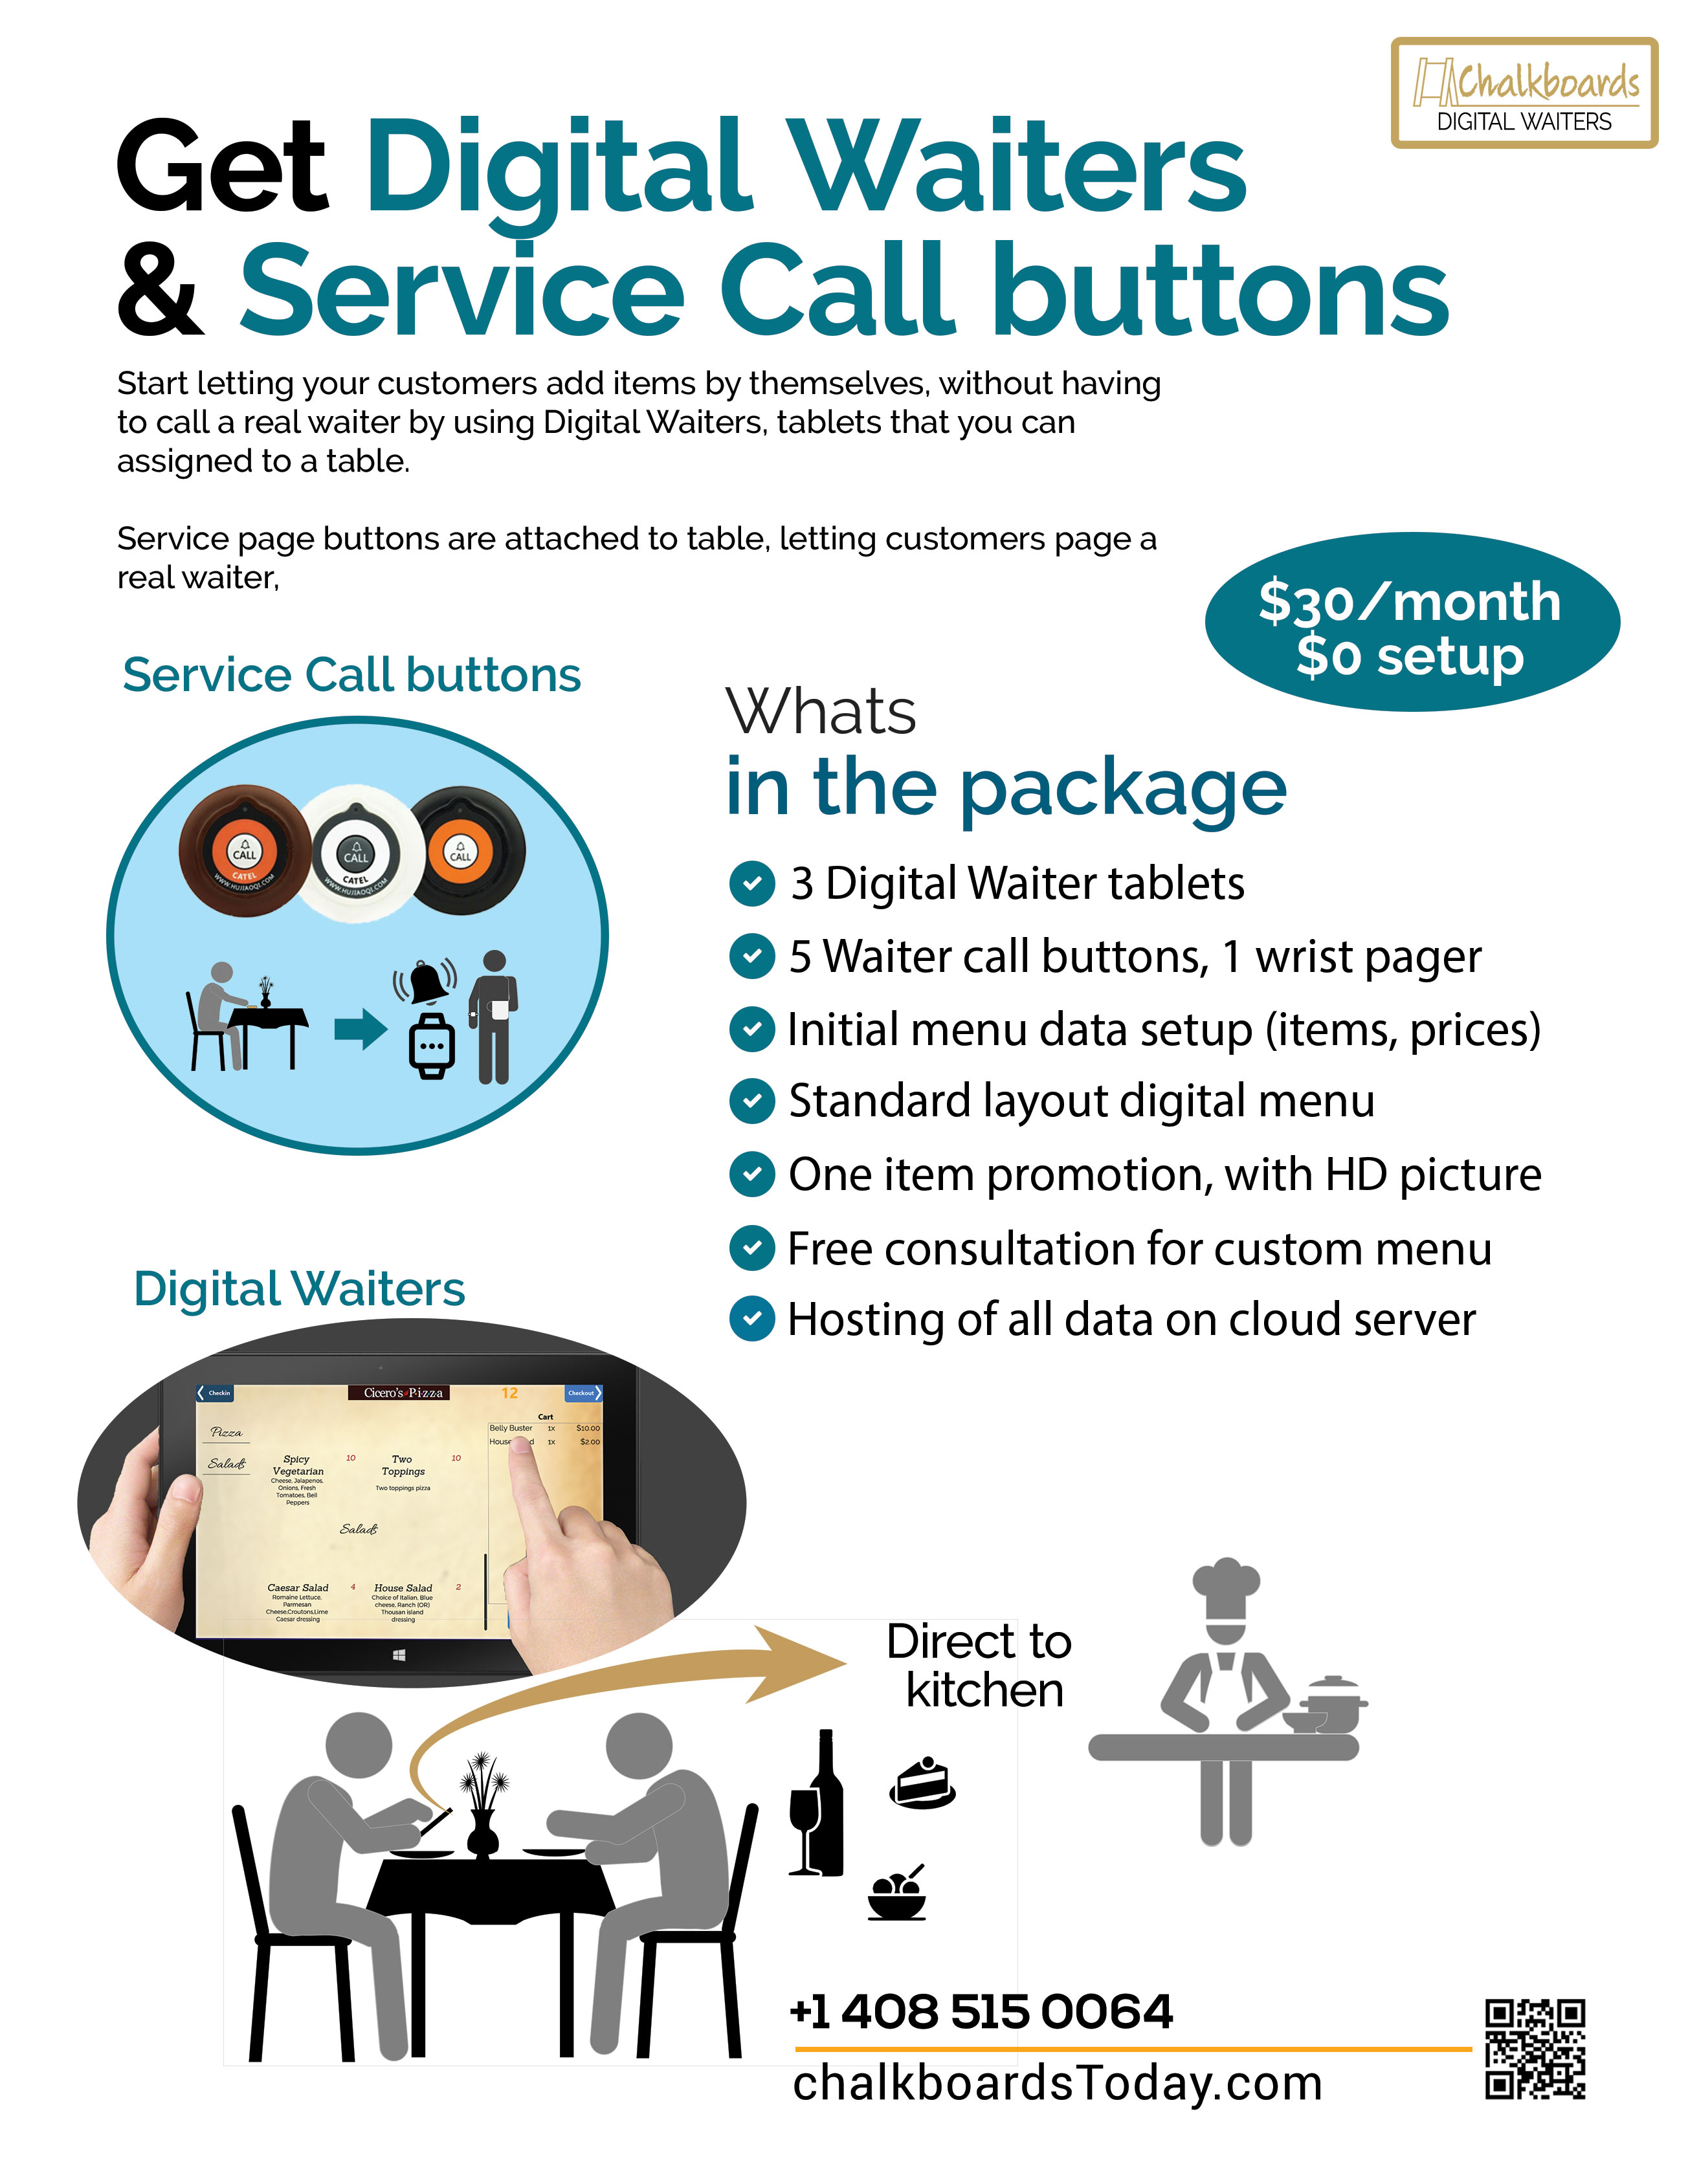 Chalkboards
DIGITAL WAITERS
Get Digital Waiters
& Service Call buttons
Start letting your customers add items by themselves, without having
to call a real waiter by using Digital Waiters, tablets that you can
assigned to a table.
Service page buttons are attached to table, letting customers page a
real waiter,
$30/month
$0 setup
Service Call buttons
CALL
CATEL
WWW.HUJIAOQI.COM
CALL
CATEL
WWW.HUJIAOQI.COM
CALL
Whats
in the package
3 Digital Waiter tablets
5 Waiter call buttons, 1 wrist pager
Initial menu data setup (items, prices)
Standard layout digital menu
One item promotion, with HD picture
Free consultation for custom menu
Hosting of all data on cloud server
Digital Waiters
Checkin
Cicero's Pizza
12
Checkout
Cart
Belly Buster 1x $10.00
1x $2.00
Pizza
Salads
Spicy
Vegetarian
10
Cheese, Jalapenos,
Onions, Fresh
Tomatoes, Bell
Peppers
Two
Toppings
10
Two toppings pizza
Salads
Caesar Salad 4
Romaine Lettuce,
Parmesan
Cheese,Croutons,Lime
Caesar dressing
House Salad 2
Choice of Italian, Blue
cheese, Ranch (OR)
Thousan island
dressing
Direct to
kitchen
+1 408 515 0064
chalkboardsToday.com